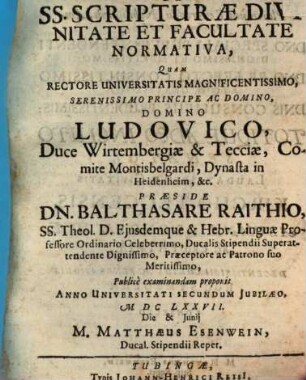 SS. SCRIPTURÆ DIVI-
NITATE ET FACULTATE
NORMATIVA,
QUAM
RECTORE UNIVERSITATIS MAGNIFICENTISSIMO,
SERENISSIMO PRINCIPE AC DOMINO,
DOMINO
LUDOVICO,
Duce Wirtembergiæ & Tecciæ, Co-
mite Montisbelgardi, Dynasta in
Heidenheim, &c.
PRÆSIDE
DN. BALTHASARE RAITHIO,
SS. Theol. D. Ejusdemque & Hebr. Linguæ Pro-
fessore Ordinario Celeberrimo, Ducalis Stipendii Superat-
tendente Dignissimo, Præceptore ac Patrono suo
Meritissimo,
Publicè examinandam proponit
ANNO UNIVERSITATI SECUNDUM JUBILÆO,
M DC LXXVII.
Die & Junij
M. MATTHÆUS ESENWEIN,
Ducal. Stipendii Repet.
TUBINGÆ,
Typis JOHANN-HENRICI REISI.